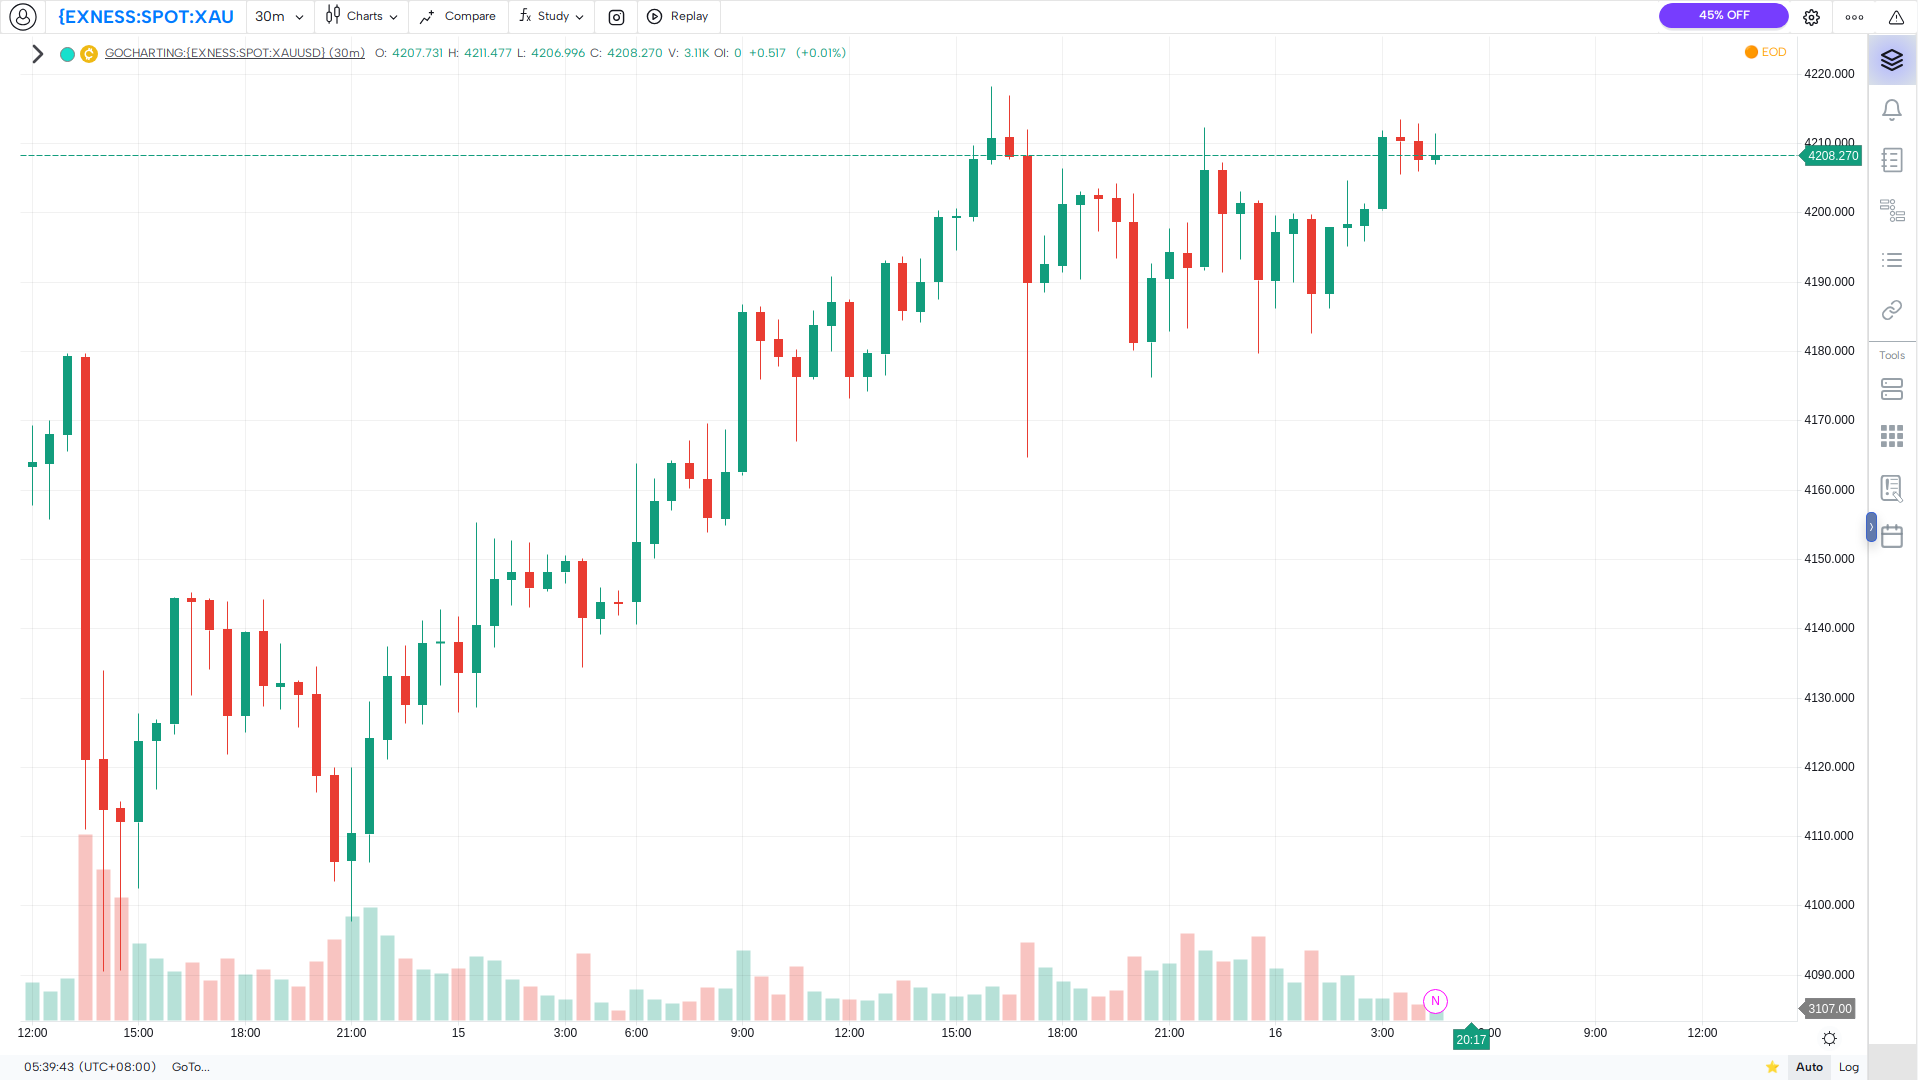 {EXNESS:SPOT:XAU 30m Charts Compare fx Study Replay 45% OFF
GOCHARTING:{EXNESS:SPOT:XAUUSD} (30m) O: 4207.731 H: 4211.477 L: 4206.996 C: 4208.270 V: 3.11K OI: 0 +0.517 (+0.01%) EOD
4220.000
4210.000
4208.270
4200.000
4190.000
4180.000
Tools
4170.000
4160.000
4150.000
4140.000
4130.000
4120.000
4110.000
4100.000
4090.000
N
3107.00
12:00 15:00 18:00 21:00 15 3:00 6:00 9:00 12:00 15:00 18:00 21:00 16 3:00 9:00 12:00
20:17
05:39:43 (UTC+08:00) GoTo... Auto Log